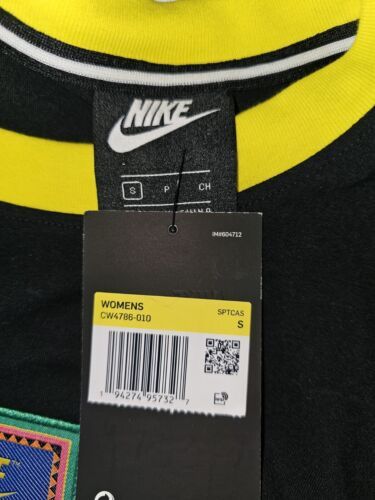 NIKE
S P CH
IM#604712
WOMENS
CW4786-010
SPTCAS
S
1 94274 95732 7